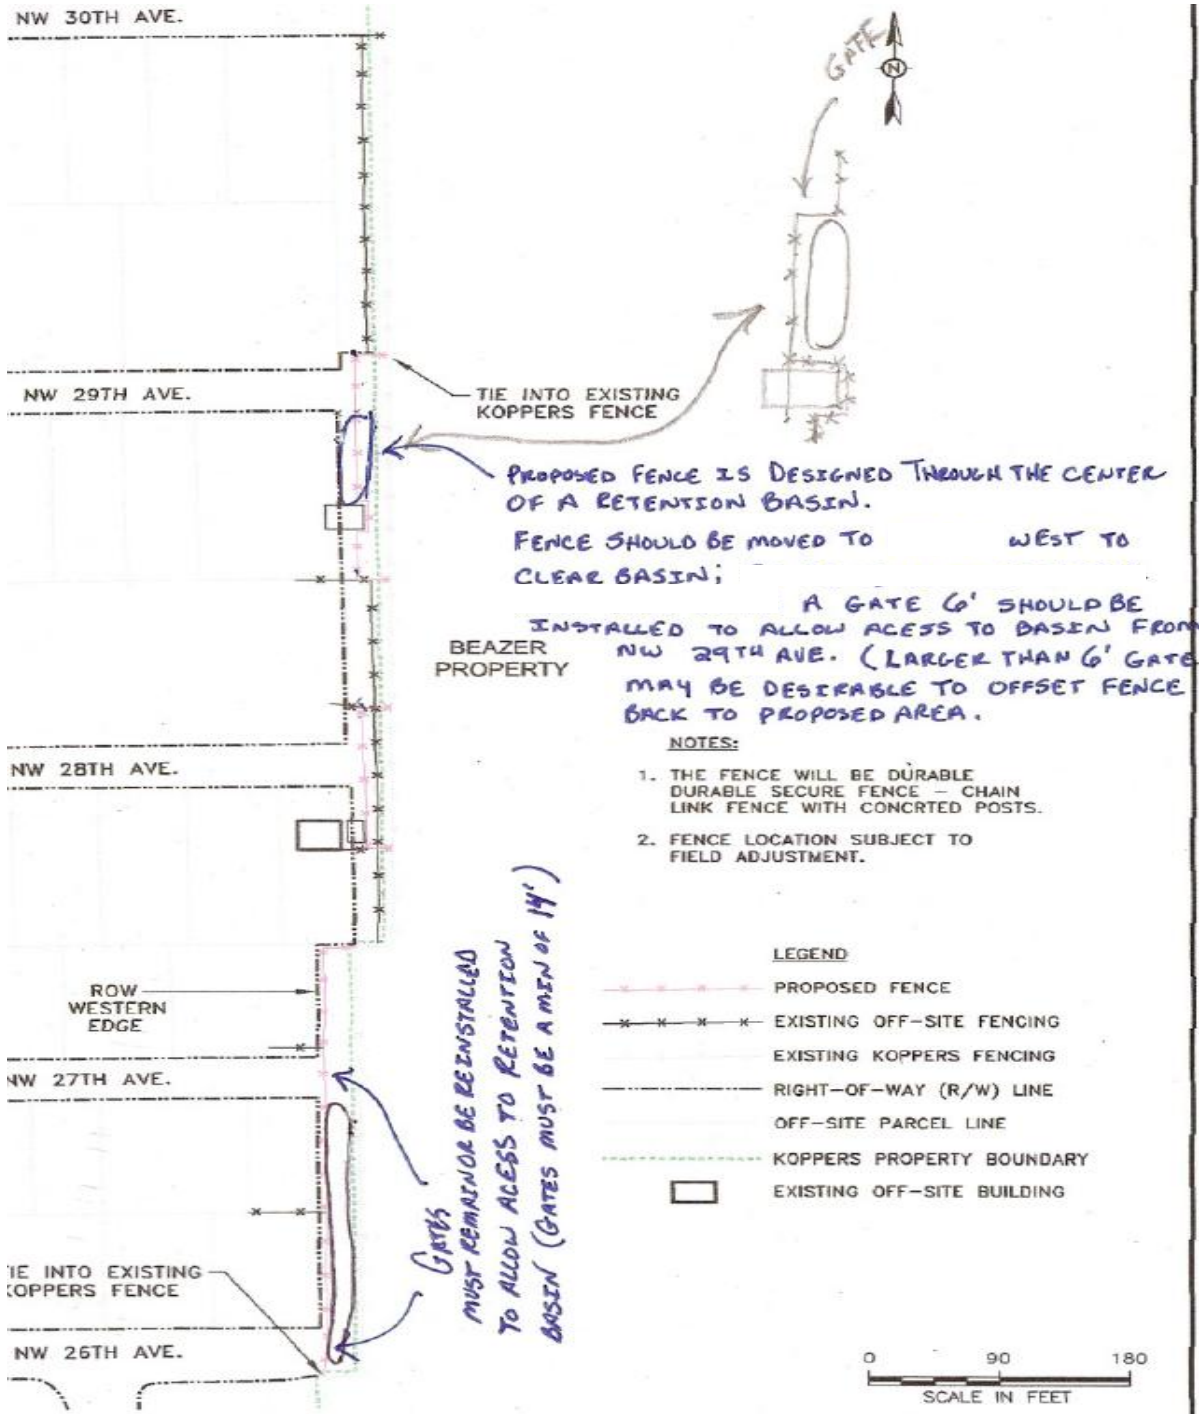 NW 30TH AVE.
GATE
N
NW 29TH AVE.
TIE INTO EXISTING
KOPPERS FENCE
PROPOSED FENCE IS DESIGNED THROUGH THE CENTER
OF A RETENSION BASIN.
FENCE SHOULD BE MOVED TO WEST TO
CLEAR BASIN;
A GATE 6' SHOULD BE
INSTALLED TO ALLOW ACESS TO BASIN FROM
NW 29TH AVE. (LARGER THAN 6' GATE
MAY BE DESIRABLE TO OFFSET FENCE
BACK TO PROPOSED AREA.
BEAZER
PROPERTY
NOTES:
1. THE FENCE WILL BE DURABLE
DURABLE SECURE FENCE – CHAIN
LINK FENCE WITH CONCRTED POSTS.
2. FENCE LOCATION SUBJECT TO
FIELD ADJUSTMENT.
NW 28TH AVE.
GATES
MUST REMAIN OR BE REINSTALLED
TO ALLOW ACESS TO RETENTION
BASIN (GATES MUST BE A MIN OF 14')
ROW
WESTERN
EDGE
NW 27TH AVE.
LEGEND
PROPOSED FENCE
EXISTING OFF-SITE FENCING
EXISTING KOPPERS FENCING
RIGHT-OF-WAY (R/W) LINE
OFF-SITE PARCEL LINE
KOPPERS PROPERTY BOUNDARY
EXISTING OFF-SITE BUILDING
IE INTO EXISTING
KOPPERS FENCE
NW 26TH AVE.
0 90 180
SCALE IN FEET